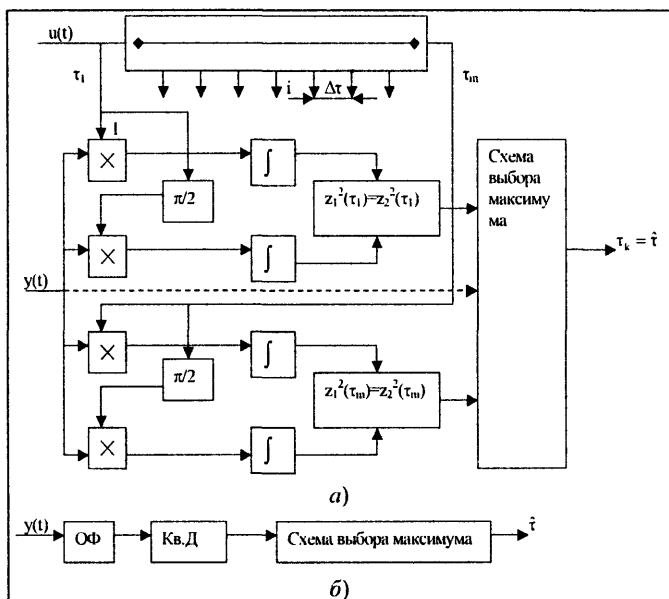 u(t)
τ₁
τₘ
i
Δτ
1
×
∫
π/2
z₁²(τ₁)=z₂²(τ₁)
×
∫
Схема
выбора
максиму
ма
τₖ = τ̂
y(t)
×
∫
π/2
z₁²(τₘ)=z₂²(τₘ)
×
∫
а)
y(t)
ОФ
Кв.Д
Схема выбора максимума
τ̂
б)